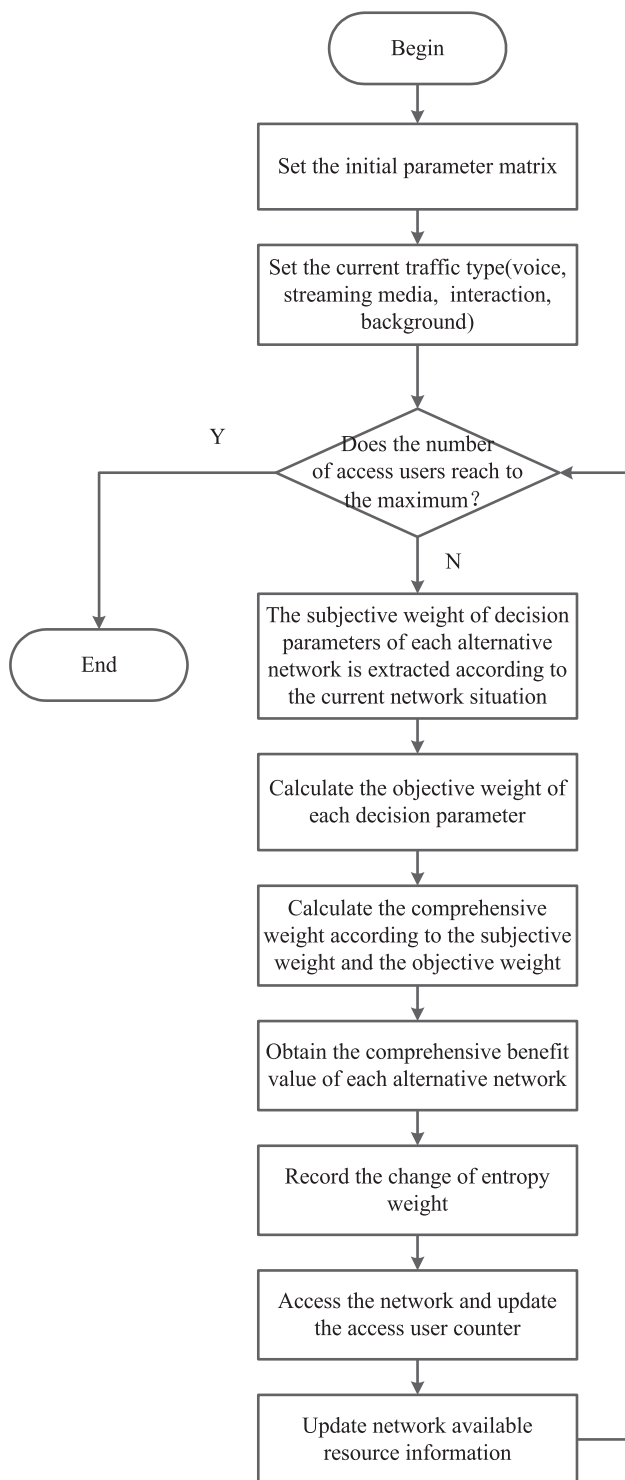 Begin
Set the initial parameter matrix
Set the current traffic type(voice,
streaming media, interaction,
background)
Y
Does the number
of access users reach to
the maximum?
N
The subjective weight of decision
parameters of each alternative
network is extracted according to
the current network situation
End
Calculate the objective weight of
each decision parameter
Calculate the comprehensive
weight according to the subjective
weight and the objective weight
Obtain the comprehensive benefit
value of each alternative network
Record the change of entropy
weight
Access the network and update
the access user counter
Update network available
resource information